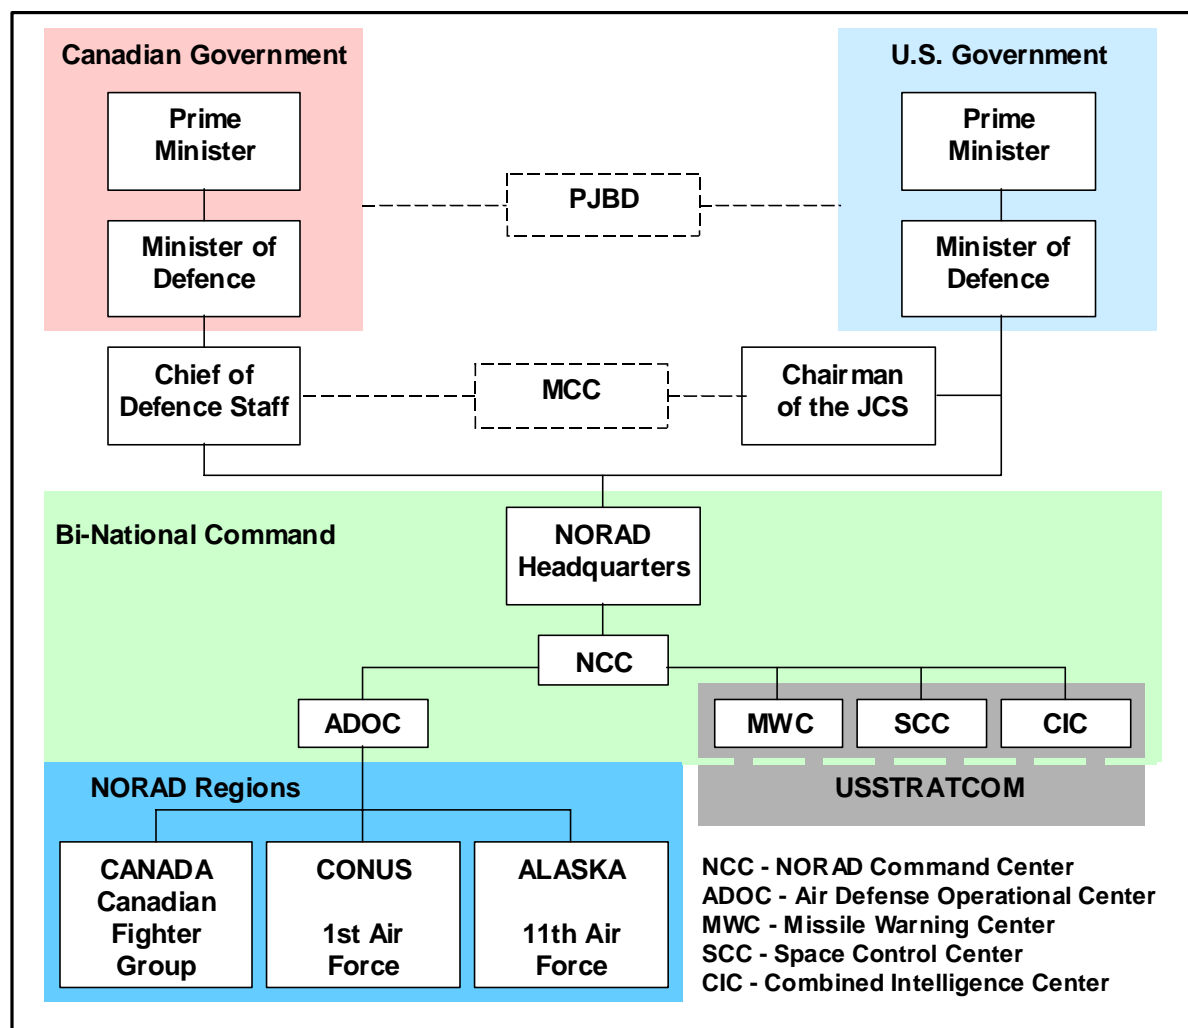 Canadian Government
U.S. Government
Prime
Minister
Prime
Minister
PJBD
Minister of
Defence
Minister of
Defence
Chief of
Defence Staff
MCC
Chairman
of the JCS
Bi-National Command
NORAD
Headquarters
NCC
ADOC
MWC
SCC
CIC
NORAD Regions
USSTRATCOM
CANADA
Canadian
Fighter
Group
CONUS
1st Air
Force
ALASKA
11th Air
Force
NCC - NORAD Command Center
ADOC - Air Defense Operational Center
MWC - Missile Warning Center
SCC - Space Control Center
CIC - Combined Intelligence Center